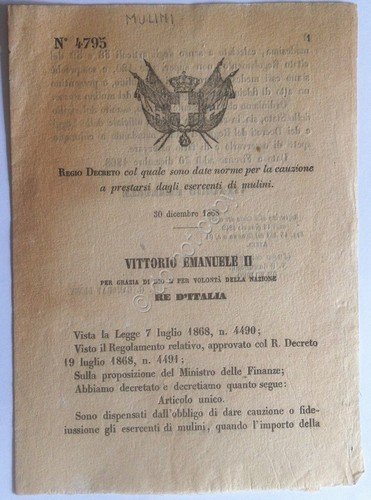 MULINI
N° 4795
1
REGIO DECRETO col quale sono date norme per la cauzione
a prestarsi dagli esercenti di mulini.
30 dicembre 1868
VITTORIO EMANUELE II
PER GRAZIA DI DIO E PER VOLONTÀ DELLA NAZIONE
RE D'ITALIA
Vista la Legge 7 luglio 1868, n. 4490;
Visto il Regolamento relativo, approvato col R. Decreto
19 luglio 1868, n. 4491;
Sulla proposizione del Ministro delle Finanze;
Abbiamo decretato e decretiamo quanto segue:
Articolo unico.
Sono dispensati dall'obbligo di dare cauzione o fide-
iussione gli esercenti di mulini, quando l'importo della